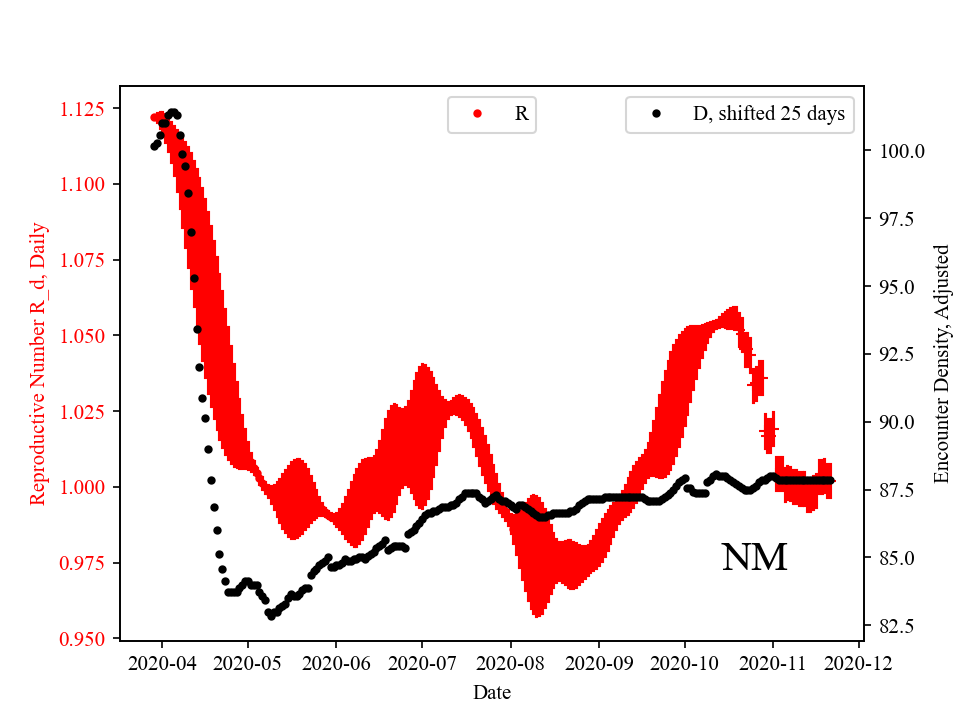 R
D, shifted 25 days
1.125
1.100
1.075
1.050
1.025
1.000
0.975
0.950
Reproductive Number R_d, Daily
100.0
97.5
95.0
92.5
90.0
87.5
85.0
82.5
Encounter Density, Adjusted
NM
2020-04 2020-05 2020-06 2020-07 2020-08 2020-09 2020-10 2020-11 2020-12
Date